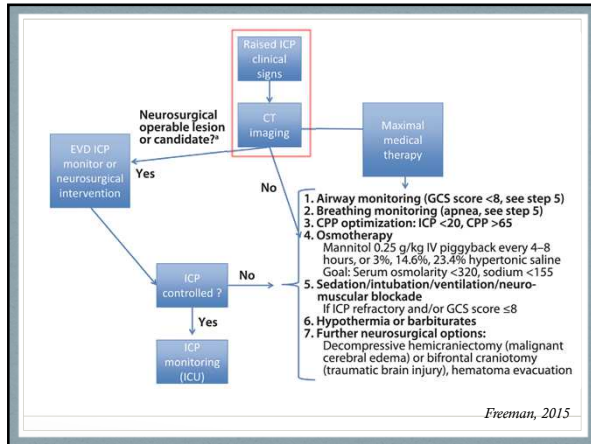 Raised ICP
clinical
signs
CT
imaging
Neurosurgical
operable lesion
or candidate?ᵃ
Yes
EVD ICP
monitor or
neurosurgical
intervention
Maximal
medical
therapy
No
1. Airway monitoring (GCS score <8, see step 5)
2. Breathing monitoring (apnea, see step 5)
3. CPP optimization: ICP <20, CPP >65
4. Osmotherapy
Mannitol 0.25 g/kg IV piggyback every 4–8
hours, or 3%, 14.6%, 23.4% hypertonic saline
Goal: Serum osmolarity <320, sodium <155
5. Sedation/intubation/ventilation/neuro-
muscular blockade
If ICP refractory and/or GCS score ≤8
6. Hypothermia or barbiturates
7. Further neurosurgical options:
Decompressive hemicraniectomy (malignant
cerebral edema) or bifrontal craniotomy
(traumatic brain injury), hematoma evacuation
ICP
controlled ?
No
Yes
ICP
monitoring
(ICU)
Freeman, 2015